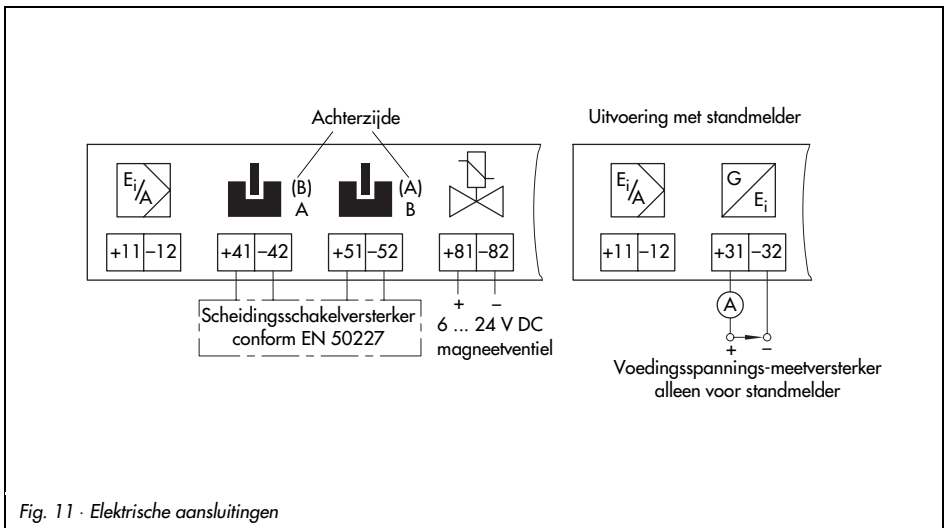 Achterzijde
Uitvoering met standmelder
Ei/A
(B)
A
(A)
B
Ei/A
G
Ei
+11 –12
+41 –42
+51 –52
+81 –82
+11 –12
+31 –32
Scheidingsschakelversterker
conform EN 50227
+ –
6 ... 24 V DC
magneetventiel
A
+ –
Voedingsspannings-meetversterker
alleen voor standmelder
Fig. 11 · Elektrische aansluitingen